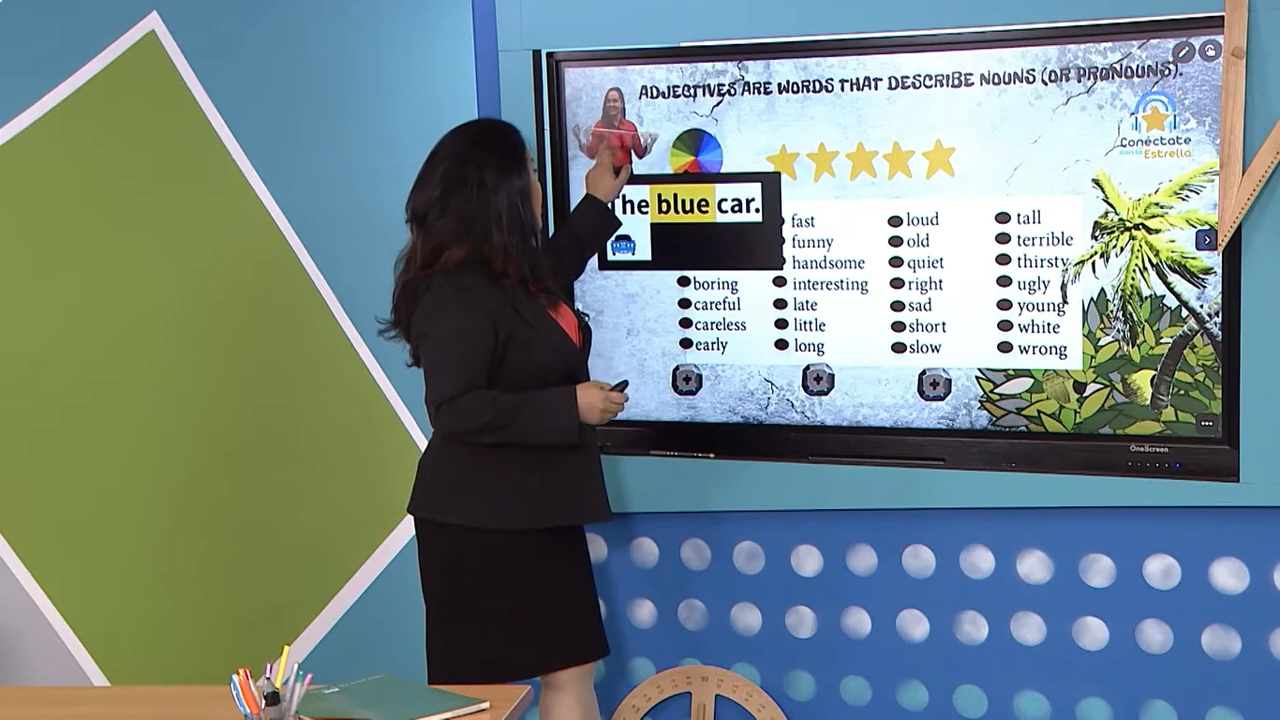 ADJECTIVES ARE WORDS THAT DESCRIBE NOUNS (OR PRONOUNS).
Conéctate
con la
Estrella
The blue car.
boring
careful
careless
early
fast
funny
handsome
interesting
late
little
long
loud
old
quiet
right
sad
short
slow
tall
terrible
thirsty
ugly
young
white
wrong
OneScreen
90